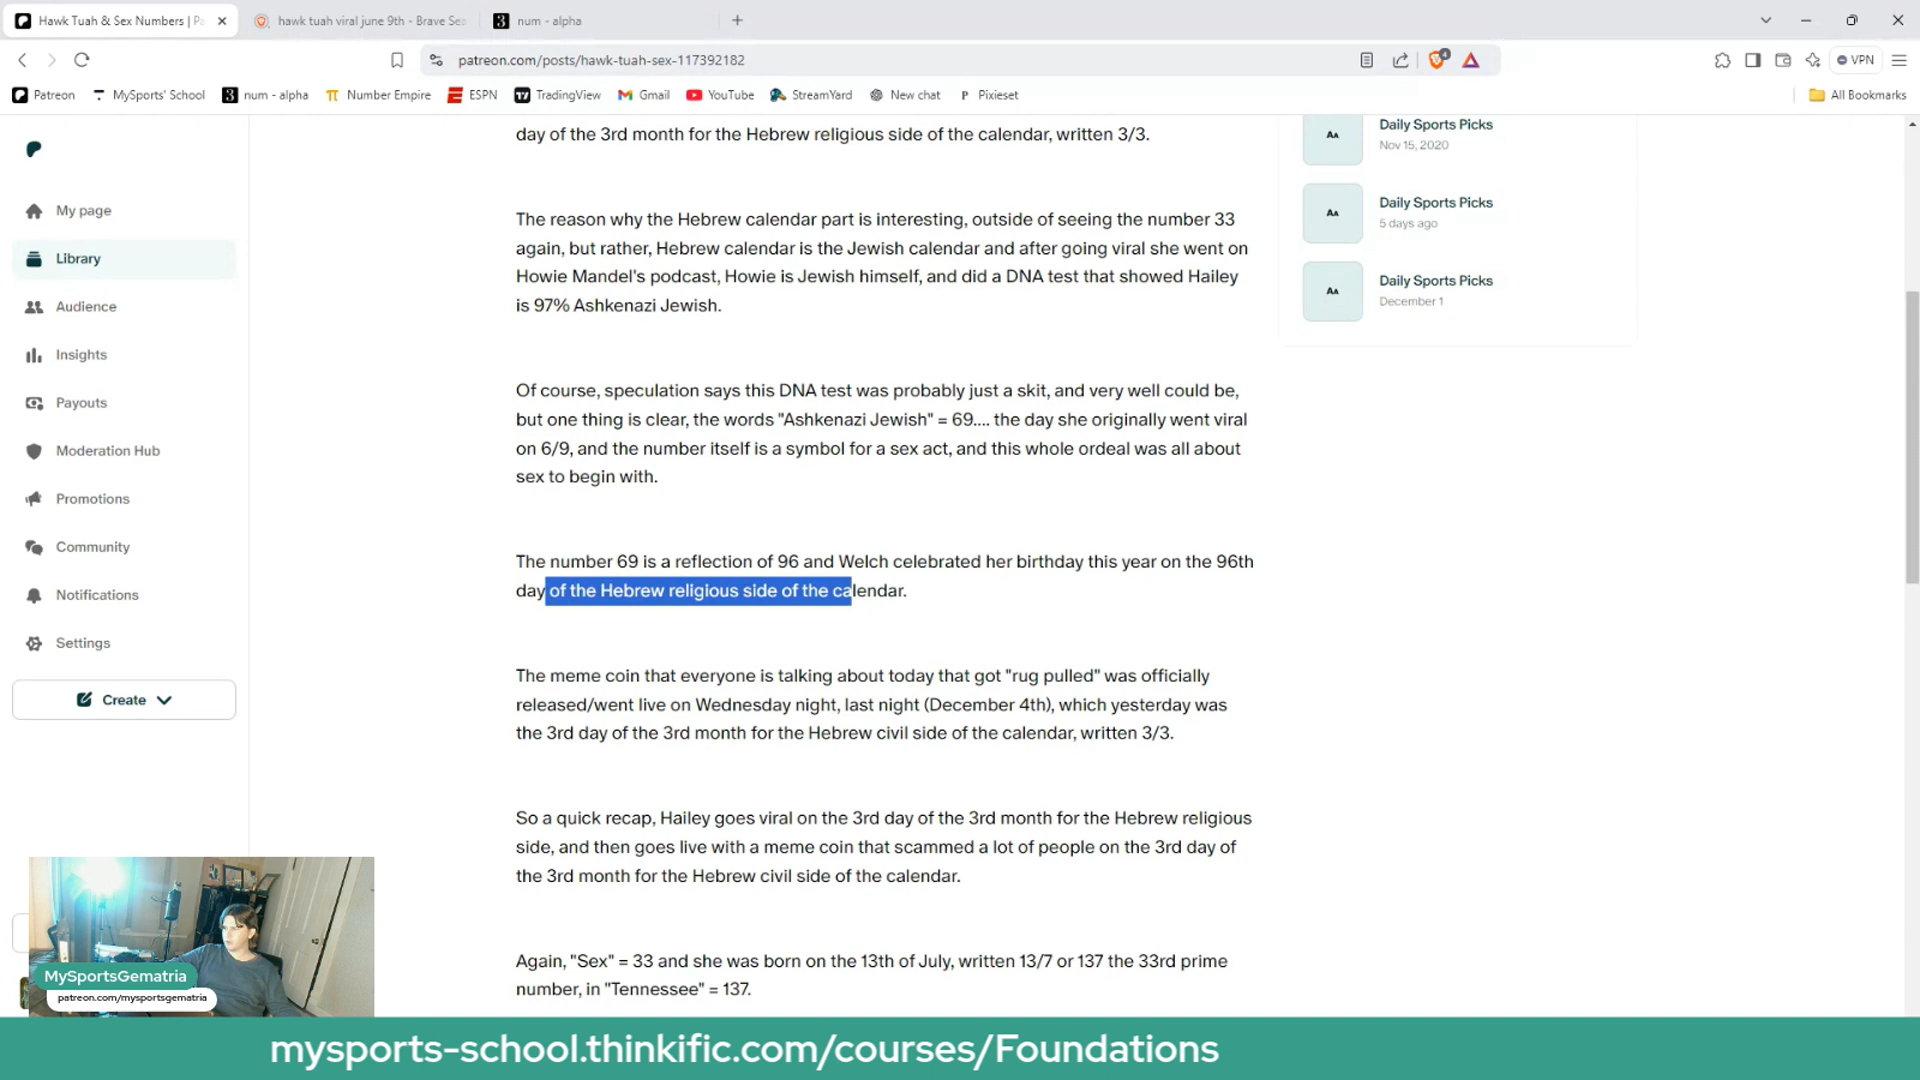 Hawk Tuah & Sex Numbers | Pa
hawk tuah viral june 9th - Brave Sea
num - alpha
patreon.com/posts/hawk-tuah-sex-117392182
4
VPN
Patreon
MySports' School
num - alpha
Number Empire
ESPN
TradingView
Gmail
YouTube
StreamYard
New chat
Pixieset
All Bookmarks
My page
Library
Audience
Insights
Payouts
Moderation Hub
Promotions
Community
Notifications
Settings
Create
day of the 3rd month for the Hebrew religious side of the calendar, written 3/3.
The reason why the Hebrew calendar part is interesting, outside of seeing the number 33
again, but rather, Hebrew calendar is the Jewish calendar and after going viral she went on
Howie Mandel's podcast, Howie is Jewish himself, and did a DNA test that showed Hailey
is 97% Ashkenazi Jewish.
Of course, speculation says this DNA test was probably just a skit, and very well could be,
but one thing is clear, the words "Ashkenazi Jewish" = 69.... the day she originally went viral
on 6/9, and the number itself is a symbol for a sex act, and this whole ordeal was all about
sex to begin with.
The number 69 is a reflection of 96 and Welch celebrated her birthday this year on the 96th
day of the Hebrew religious side of the calendar.
The meme coin that everyone is talking about today that got "rug pulled" was officially
released/went live on Wednesday night, last night (December 4th), which yesterday was
the 3rd day of the 3rd month for the Hebrew civil side of the calendar, written 3/3.
So a quick recap, Hailey goes viral on the 3rd day of the 3rd month for the Hebrew religious
side, and then goes live with a meme coin that scammed a lot of people on the 3rd day of
the 3rd month for the Hebrew civil side of the calendar.
Again, "Sex" = 33 and she was born on the 13th of July, written 13/7 or 137 the 33rd prime
number, in "Tennessee" = 137.
AA
Daily Sports Picks
Nov 15, 2020
AA
Daily Sports Picks
5 days ago
AA
Daily Sports Picks
December 1
MySportsGematria
patreon.com/mysportsgematria
mysports-school.thinkific.com/courses/Foundations